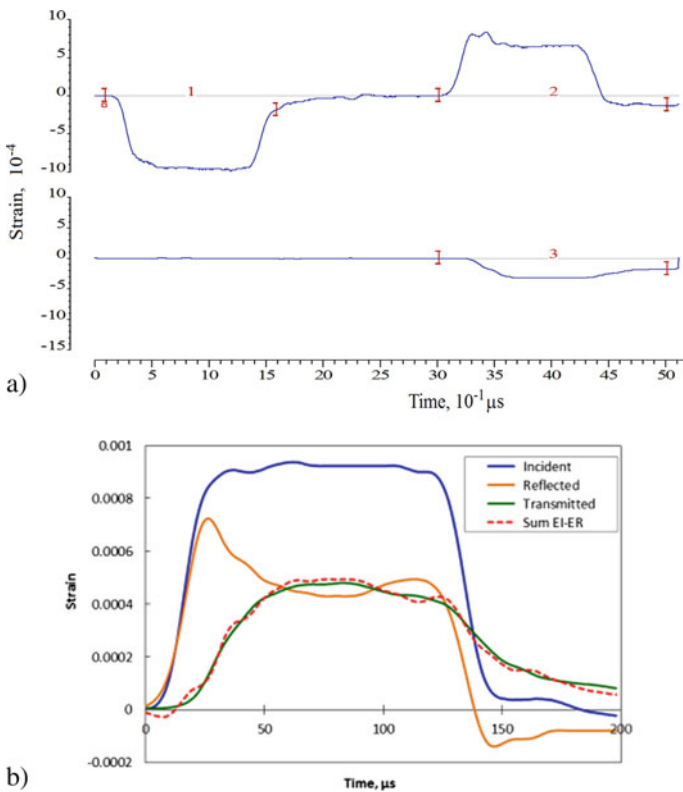 10
5
0
-5
-10
1
2
10
5
0
-5
-10
-15
3
Strain, 10⁻⁴
0 5 10 15 20 25 30 35 40 45 50
Time, 10⁻¹ µs
a)
0.001
0.0008
0.0006
0.0004
0.0002
0
-0.0002
Strain
Incident
Reflected
Transmitted
Sum EI-ER
0 50 100 150 200
Time, µs
b)